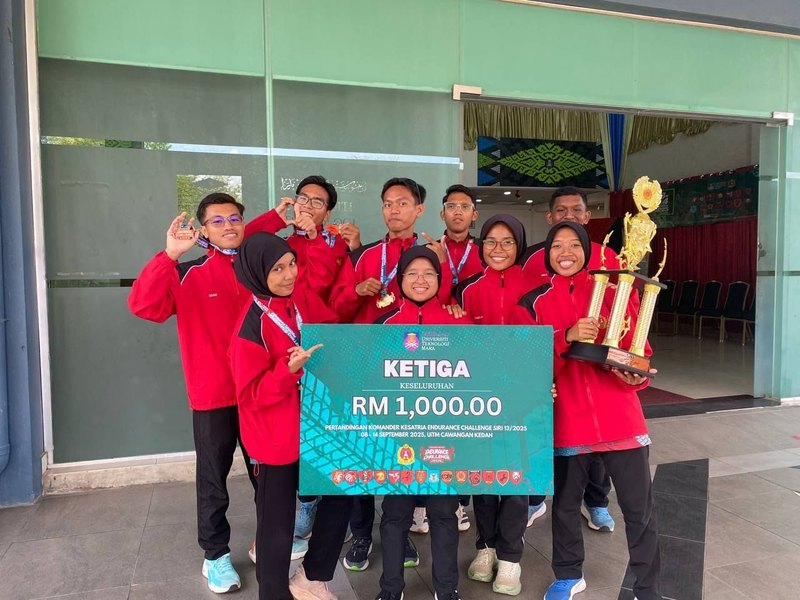 UNIVERSITI
TEKNOLOGI
MARA
KETIGA
KESELURUHAN
RM 1,000.00
PERTANDINGAN KOMANDER KESATRIA ENDURANCE CHALLENGE SIRI 13/2025
08 - 14 SEPTEMBER 2025, UITM CAWANGAN KEDAH
ENDURANCE
CHALLENGE